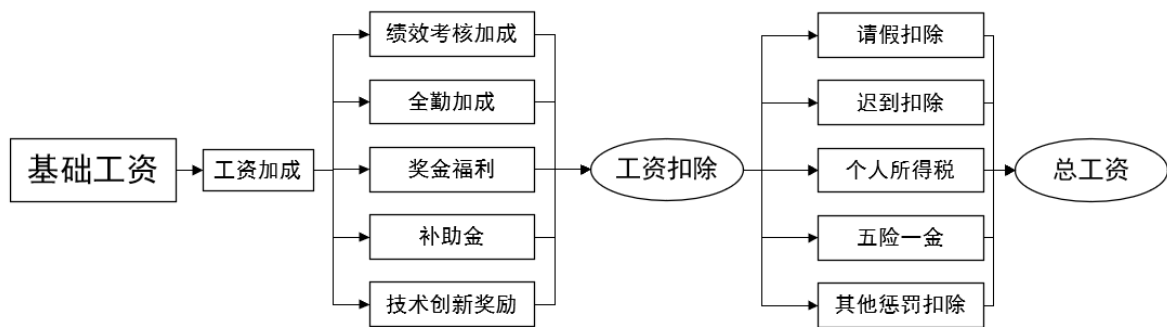 基础工资
工资加成
绩效考核加成
全勤加成
奖金福利
补助金
技术创新奖励
工资扣除
请假扣除
迟到扣除
个人所得税
五险一金
其他惩罚扣除
总工资